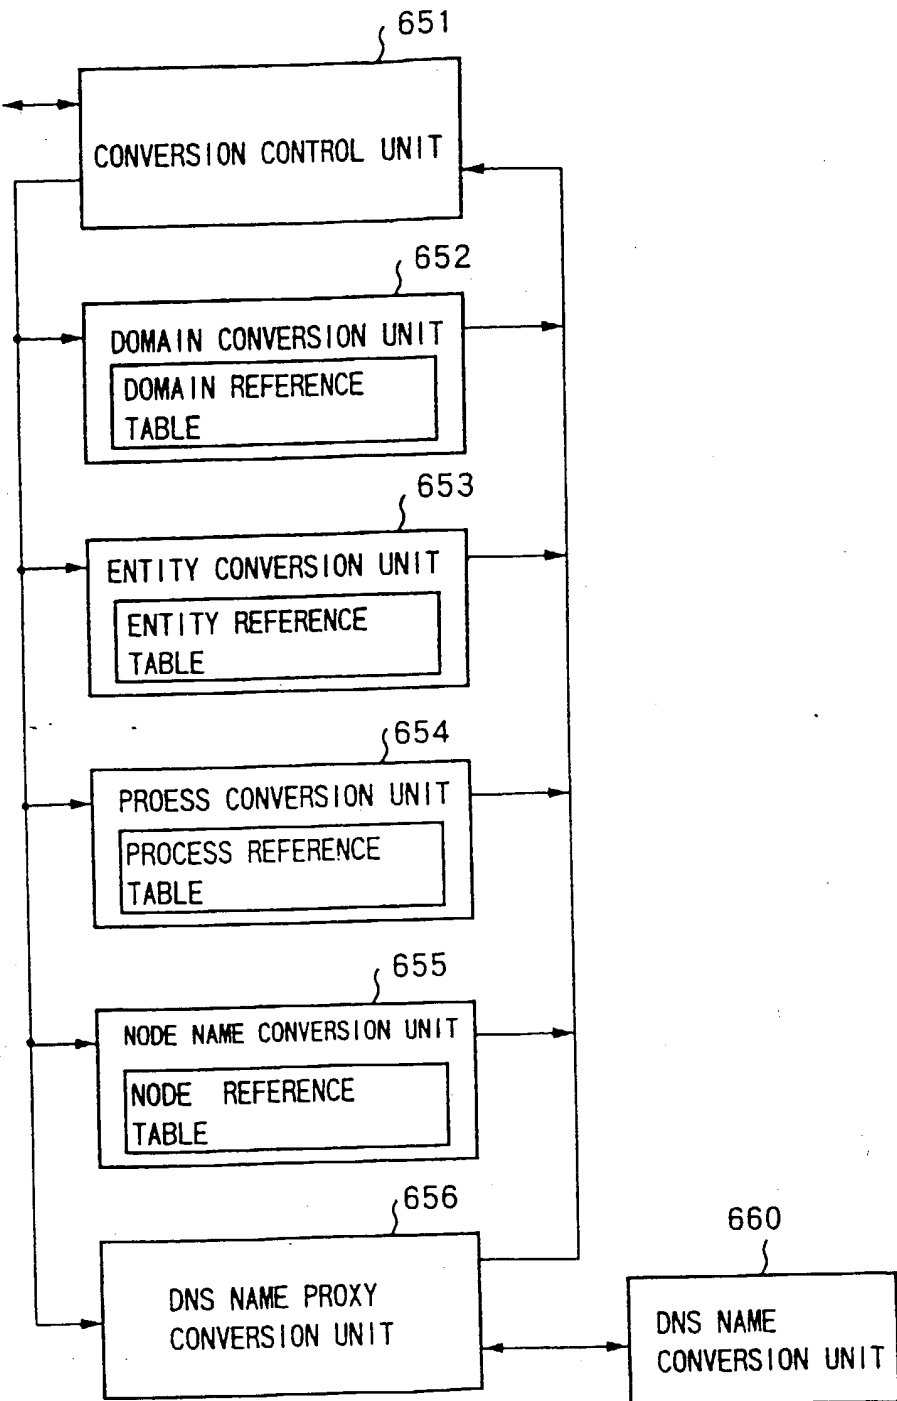 651
CONVERSION CONTROL UNIT
652
DOMAIN CONVERSION UNIT
DOMAIN REFERENCE
TABLE
653
ENTITY CONVERSION UNIT
ENTITY REFERENCE
TABLE
654
PROESS CONVERSION UNIT
PROCESS REFERENCE
TABLE
655
NODE NAME CONVERSION UNIT
NODE REFERENCE
TABLE
656
DNS NAME PROXY
CONVERSION UNIT
660
DNS NAME
CONVERSION UNIT